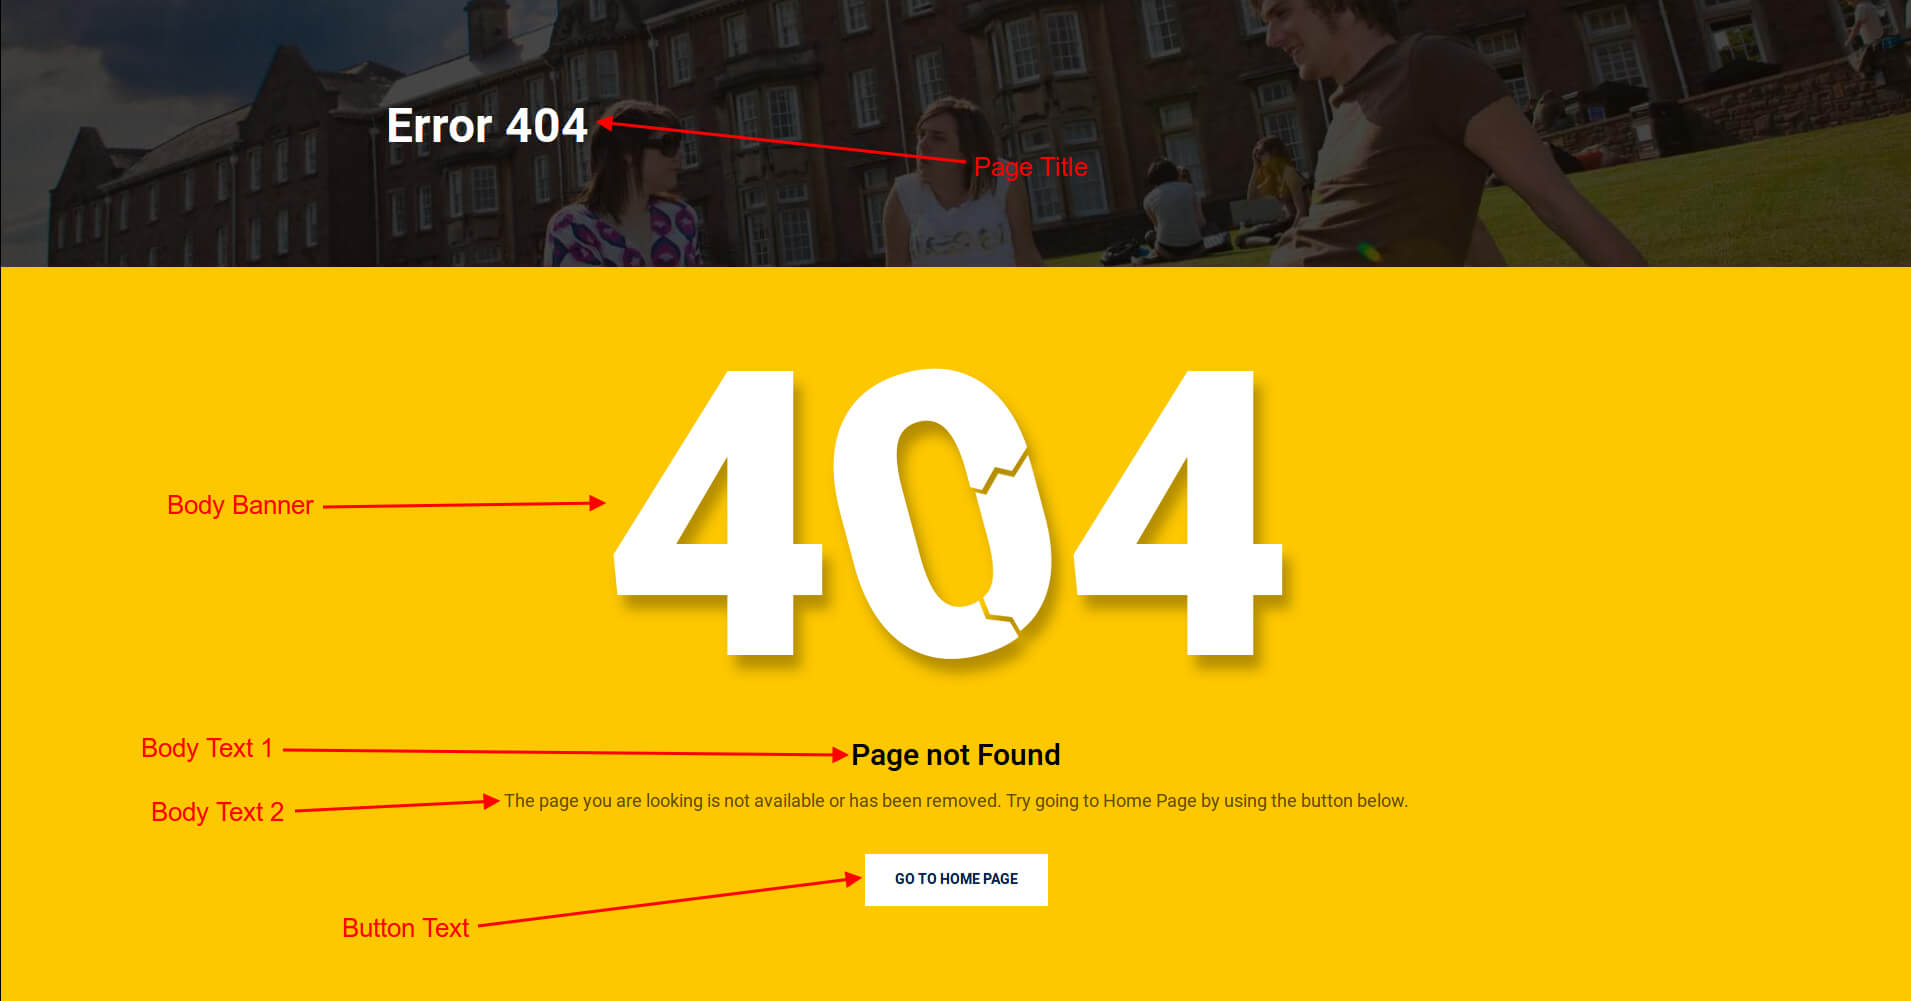 Error 404
Page Title
404
Body Banner
Body Text 1
Page not Found
Body Text 2
The page you are looking is not available or has been removed. Try going to Home Page by using the button below.
GO TO HOME PAGE
Button Text